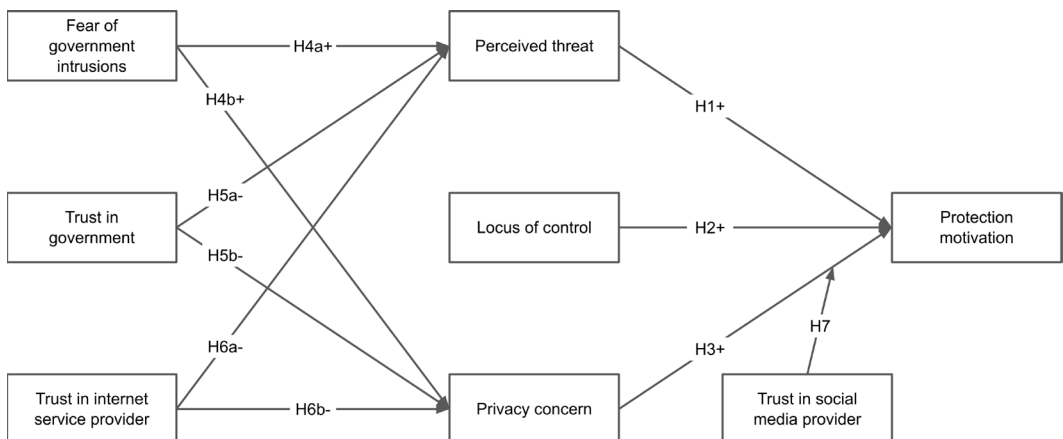 Fear of
government
intrusions
H4a+
Perceived threat
H4b+
H1+
H5a-
Trust in
government
Locus of control
H2+
Protection
motivation
H5b-
H7
H6a-
H3+
Trust in internet
service provider
H6b-
Privacy concern
Trust in social
media provider